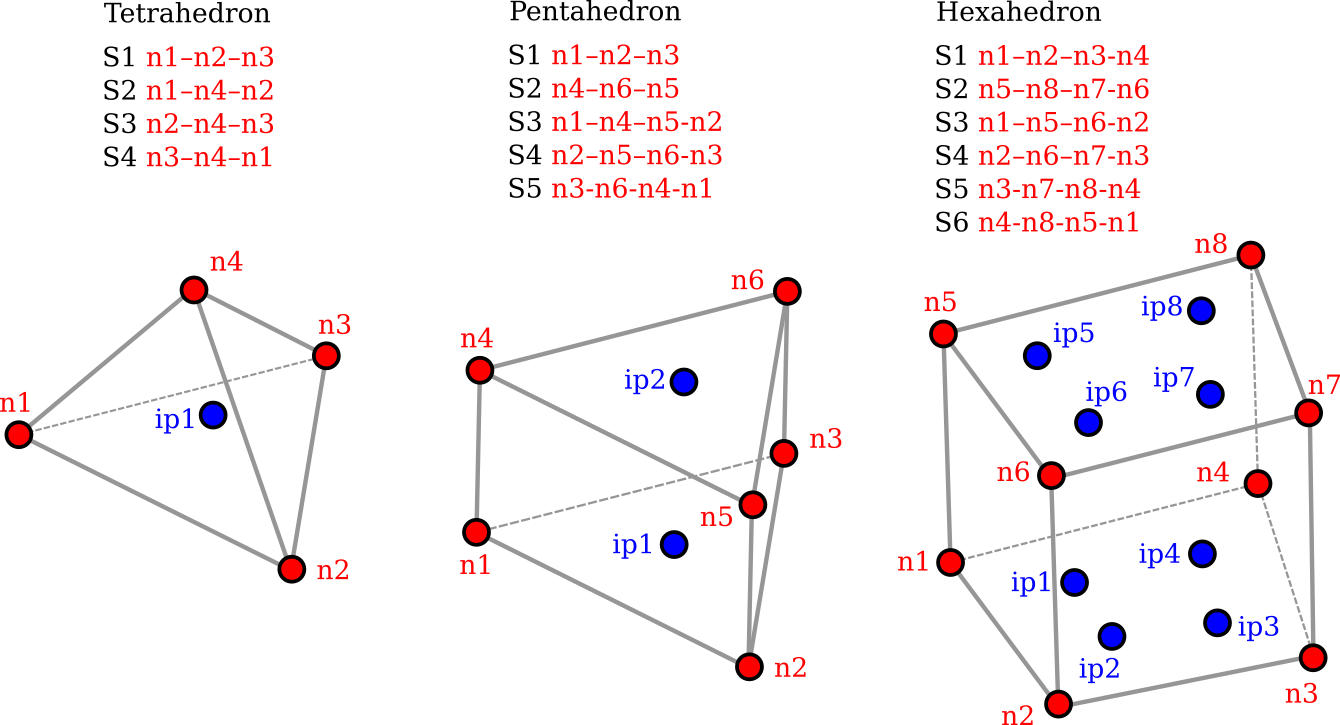 Tetrahedron
S1 n1–n2–n3
S2 n1–n4–n2
S3 n2–n4–n3
S4 n3–n4–n1
n4
n3
n1
ip1
n2
Pentahedron
S1 n1–n2–n3
S2 n4–n6–n5
S3 n1–n4–n5-n2
S4 n2–n5–n6-n3
S5 n3-n6-n4-n1
n6
n4
ip2
n3
n5
ip1
n1
n2
Hexahedron
S1 n1–n2–n3-n4
S2 n5–n8–n7-n6
S3 n1–n5–n6-n2
S4 n2–n6–n7-n3
S5 n3-n7-n8-n4
S6 n4-n8-n5-n1
n8
n5
ip8
ip5
ip7
n7
ip6
n6
n4
n1
ip4
ip1
ip3
ip2
n3
n2